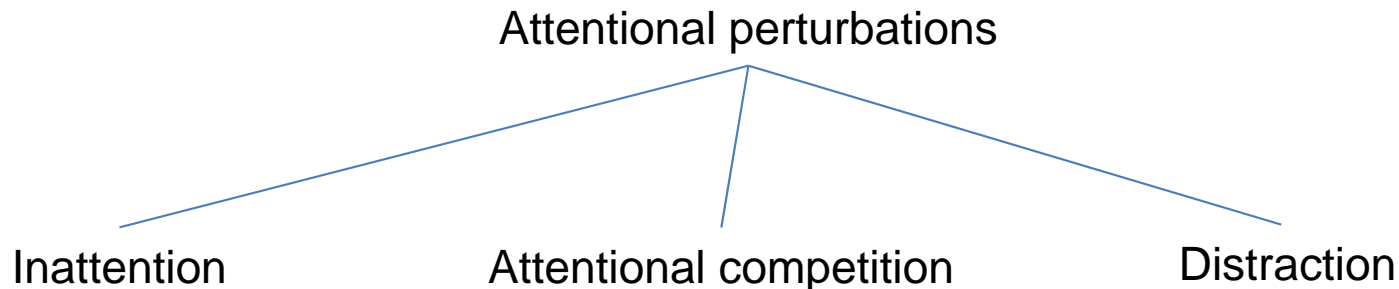 Attentional perturbations
Inattention
Attentional competition
Distraction